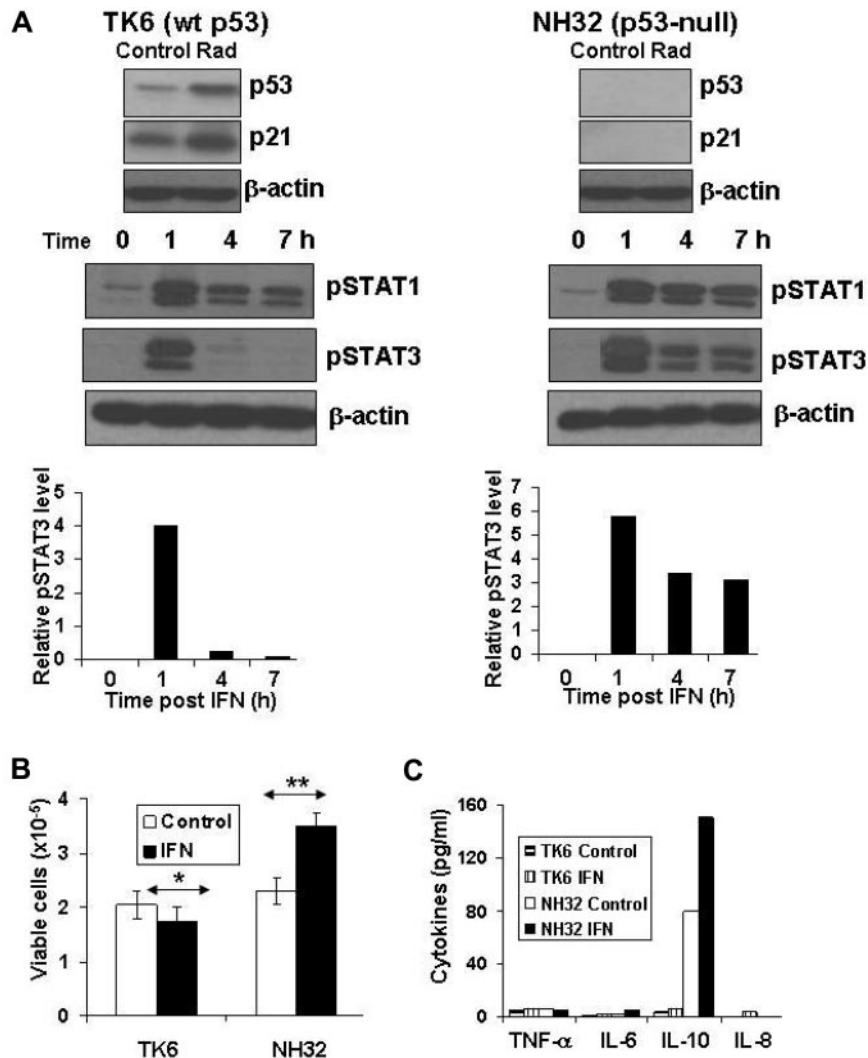 A
TK6 (wt p53)
Control Rad
p53
p21
β-actin
Time 0 1 4 7 h
pSTAT1
pSTAT3
β-actin
Relative pSTAT3 level
5
4
3
2
1
0
0 1 4 7
Time post IFN (h)
NH32 (p53-null)
Control Rad
p53
p21
β-actin
0 1 4 7 h
pSTAT1
pSTAT3
β-actin
Relative pSTAT3 level
7
6
5
4
3
2
1
0
0 1 4 7
Time post IFN (h)
B
Viable cells (x10⁻⁵)
4
3
2
1
0
Control
IFN
*
**
TK6 NH32
C
Cytokines (pg/ml)
160
120
80
40
0
TK6 Control
TK6 IFN
NH32 Control
NH32 IFN
TNF-α IL-6 IL-10 IL-8